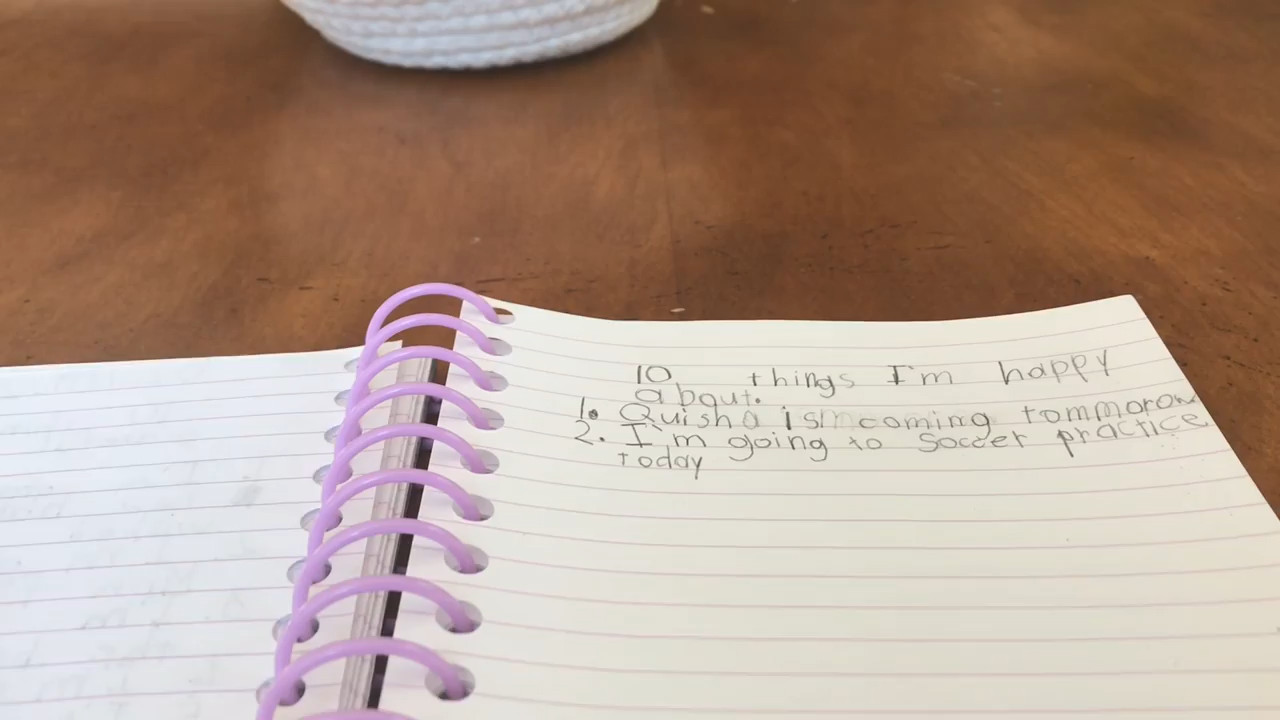 10 things I'm happy
about.
1. Quisha is coming tommorow
2. I'm going to soccer practice
today